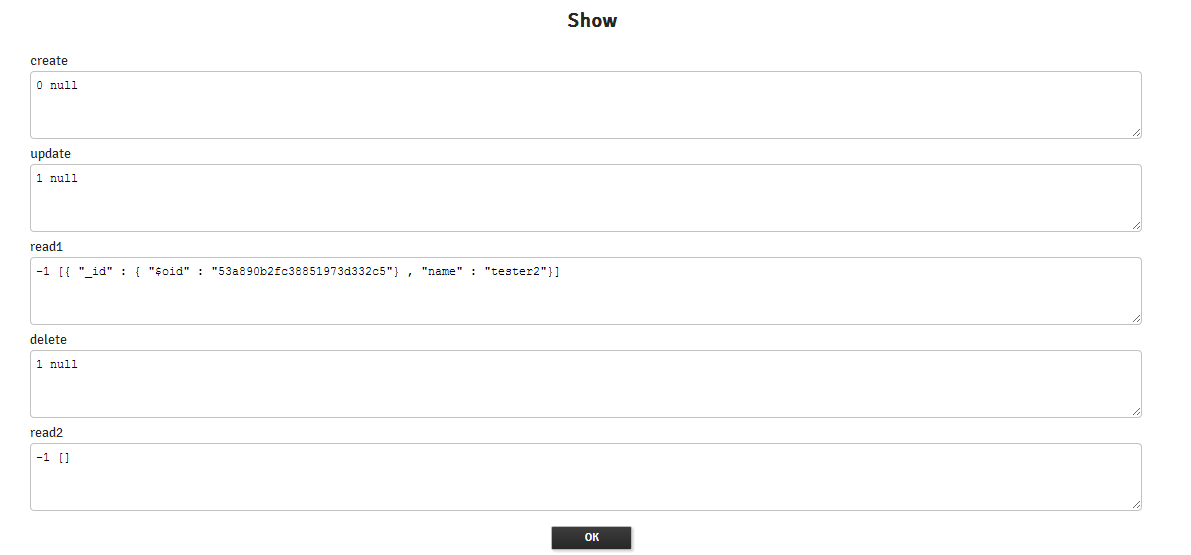 Show
create
0 null
update
1 null
read1
-1 [{ "_id" : { "$oid" : "53a890b2fc38851973d332c5"} , "name" : "tester2"}]
delete
1 null
read2
-1 []
OK